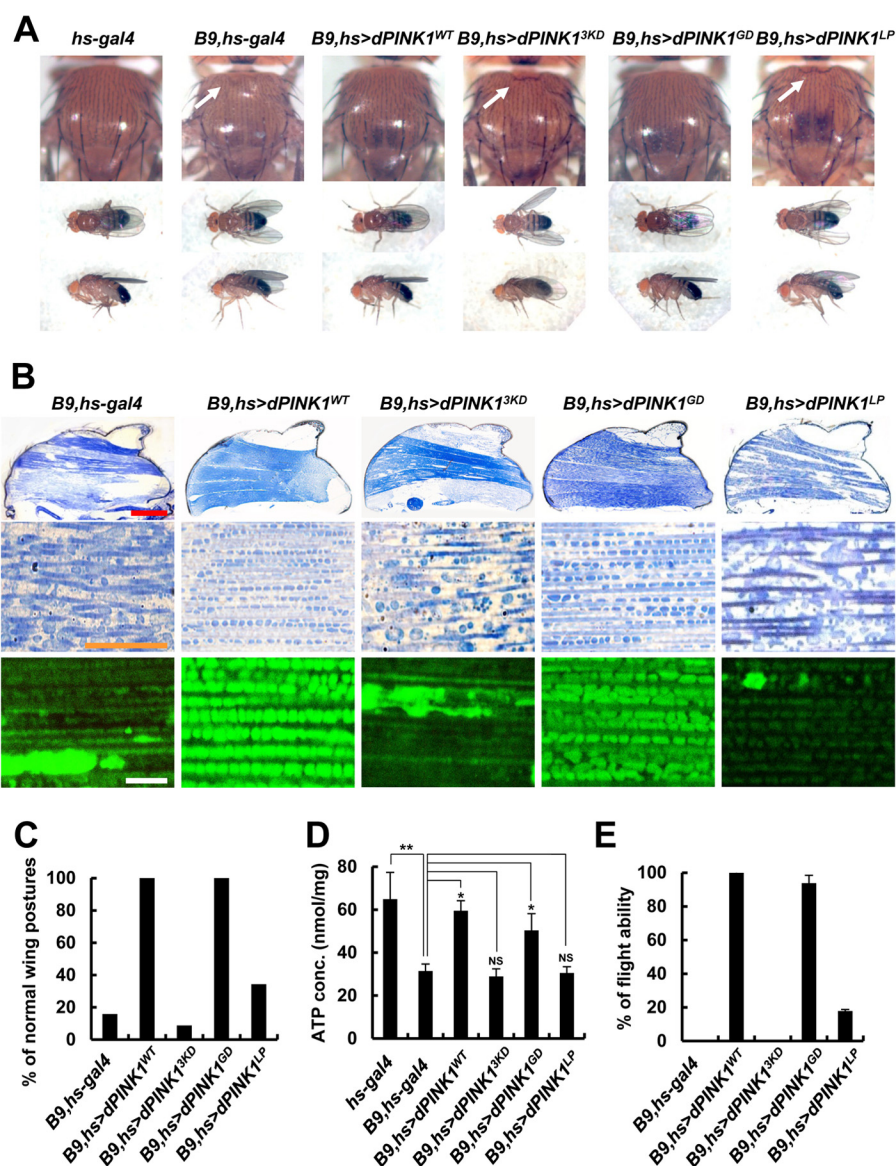 A
hs-gal4 B9,hs-gal4 B9,hs>dPINK1WT B9,hs>dPINK13KD B9,hs>dPINK1GD B9,hs>dPINK1LP
B
B9,hs-gal4 B9,hs>dPINK1WT B9,hs>dPINK13KD B9,hs>dPINK1GD B9,hs>dPINK1LP
C
% of normal wing postures
100
80
60
40
20
0
B9,hs-gal4
B9,hs>dPINK1WT
B9,hs>dPINK13KD
B9,hs>dPINK1GD
B9,hs>dPINK1LP
D
ATP conc. (nmol/mg)
80
60
40
20
0
**
*
NS
*
NS
hs-gal4
B9,hs-gal4
B9,hs>dPINK1WT
B9,hs>dPINK13KD
B9,hs>dPINK1GD
B9,hs>dPINK1LP
E
% of flight ability
100
80
60
40
20
0
B9,hs-gal4
B9,hs>dPINK1WT
B9,hs>dPINK13KD
B9,hs>dPINK1GD
B9,hs>dPINK1LP